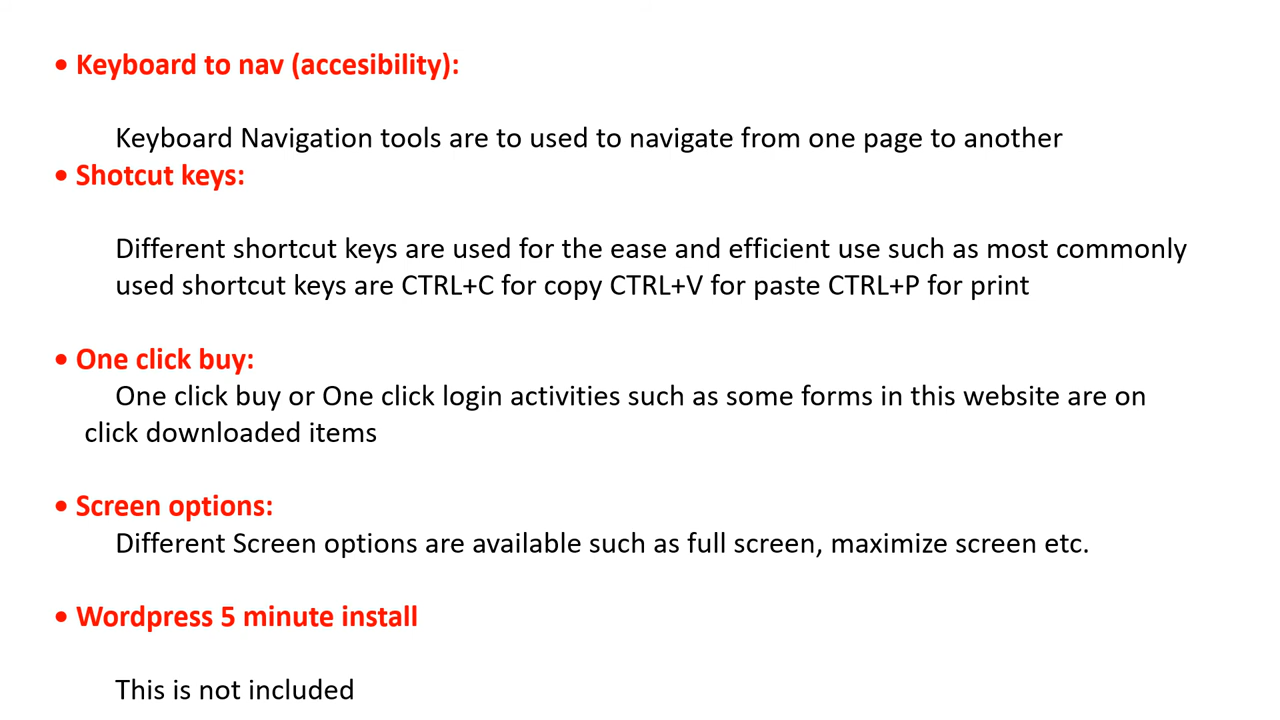 • Keyboard to nav (accesibility):
Keyboard Navigation tools are to used to navigate from one page to another
• Shotcut keys:
Different shortcut keys are used for the ease and efficient use such as most commonly
used shortcut keys are CTRL+C for copy CTRL+V for paste CTRL+P for print
• One click buy:
One click buy or One click login activities such as some forms in this website are on
click downloaded items
• Screen options:
Different Screen options are available such as full screen, maximize screen etc.
• Wordpress 5 minute install
This is not included